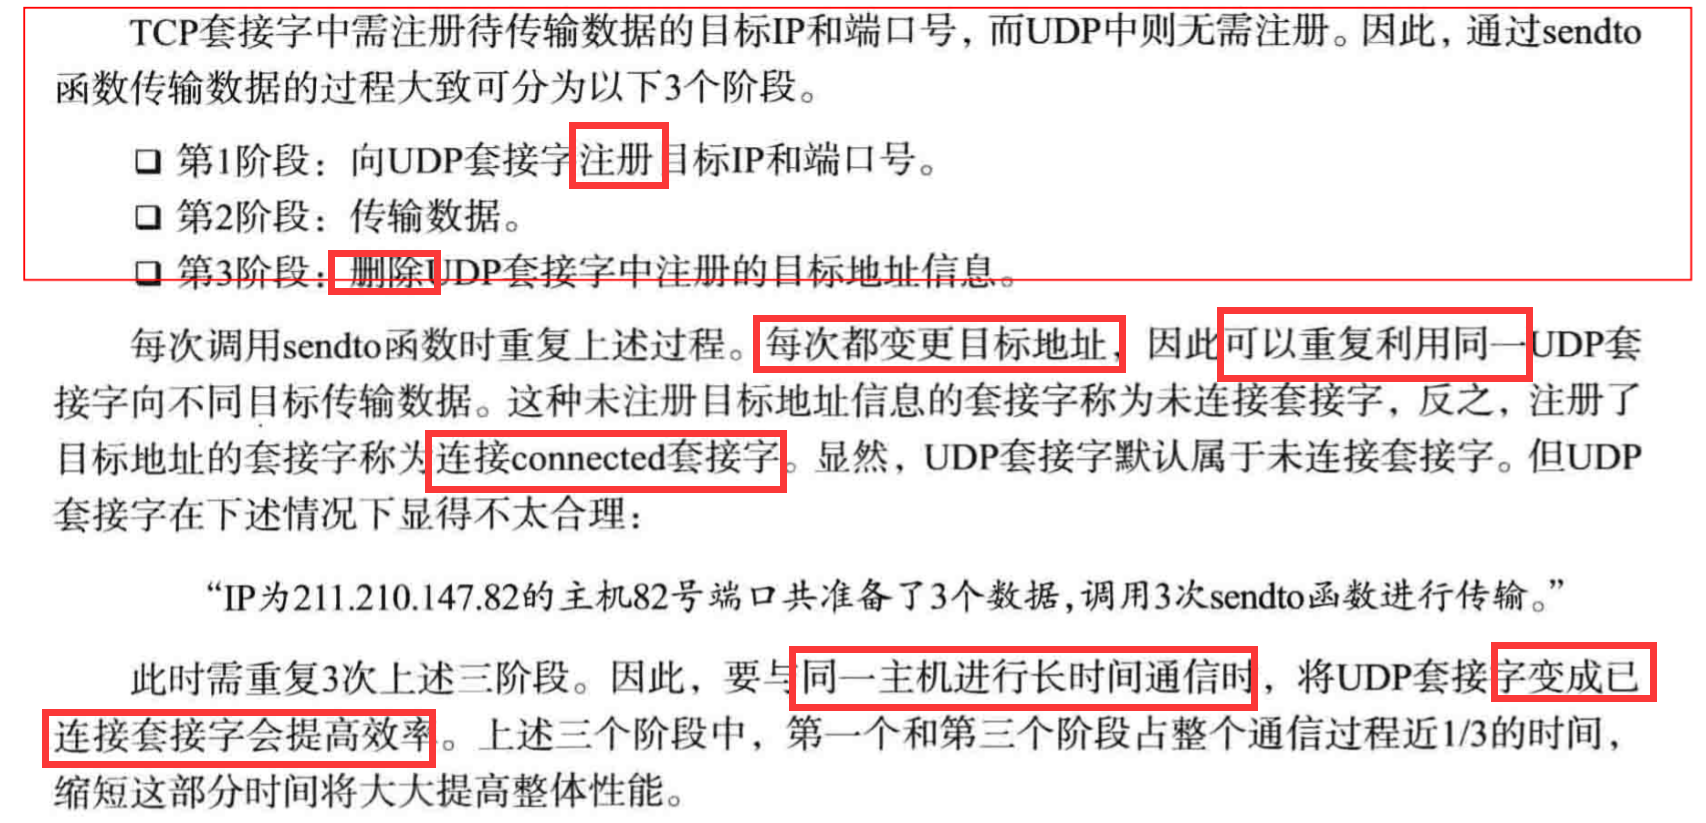 TCP套接字中需注册待传输数据的目标IP和端口号，而UDP中则无需注册。因此，通过sendto
函数传输数据的过程大致可分为以下3个阶段。
❑ 第1阶段：向UDP套接字注册目标IP和端口号。
❑ 第2阶段：传输数据。
❑ 第3阶段：删除UDP套接字中注册的目标地址信息。
每次调用sendto函数时重复上述过程。每次都变更目标地址，因此可以重复利用同一UDP套
接字向不同目标传输数据。这种未注册目标地址信息的套接字称为未连接套接字，反之，注册了
目标地址的套接字称为连接connected套接字。显然，UDP套接字默认属于未连接套接字。但UDP
套接字在下述情况下显得不太合理：
“IP为211.210.147.82的主机82号端口共准备了3个数据，调用3次sendto函数进行传输。”
此时需重复3次上述三阶段。因此，要与同一主机进行长时间通信时，将UDP套接字变成已
连接套接字会提高效率。上述三个阶段中，第一个和第三个阶段占整个通信过程近1/3的时间，
缩短这部分时间将大大提高整体性能。